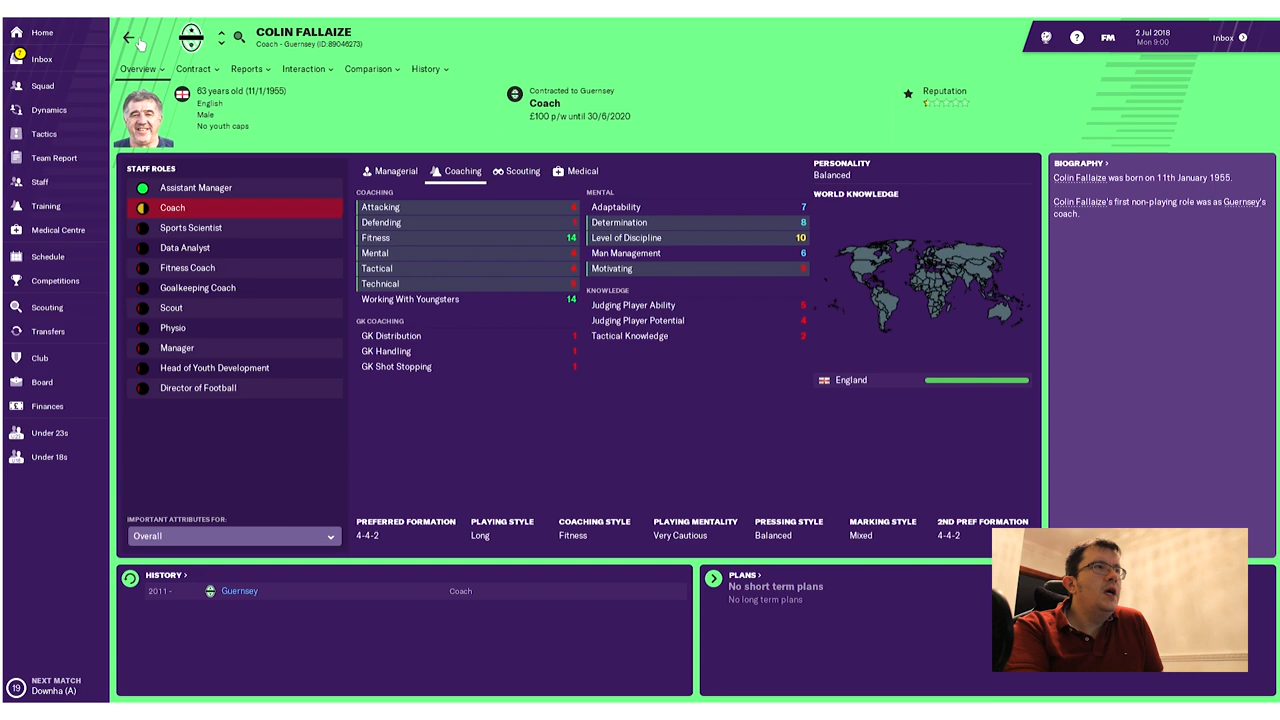 Home
7
Inbox
Squad
Dynamics
Tactics
Team Report
Staff
Training
Medical Centre
Schedule
Competitions
Scouting
Transfers
Club
Board
Finances
Under 23s
Under 18s
19
NEXT MATCH
Downha (A)
COLIN FALLAIZE
Coach - Guernsey (ID:89046273)
? FM
2 Jul 2018
Mon 9:00
Inbox
Overview Contract Reports Interaction Comparison History
63 years old (11/1/1955)
English
Male
No youth caps
Contracted to Guernsey
Coach
£100 p/w until 30/6/2020
Reputation
STAFF ROLES
Assistant Manager
Coach
Sports Scientist
Data Analyst
Fitness Coach
Goalkeeping Coach
Scout
Physio
Manager
Head of Youth Development
Director of Football
IMPORTANT ATTRIBUTES FOR:
Overall
Managerial Coaching Scouting Medical
COACHING
Attacking
Defending
Fitness 14
Mental
Tactical
Technical
Working With Youngsters 14
GK COACHING
GK Distribution 1
GK Handling 1
GK Shot Stopping 1
MENTAL
Adaptability 7
Determination 8
Level of Discipline 10
Man Management 6
Motivating
KNOWLEDGE
Judging Player Ability 5
Judging Player Potential 4
Tactical Knowledge 2
PERSONALITY
Balanced
WORLD KNOWLEDGE
England
PREFERRED FORMATION
4-4-2
PLAYING STYLE
Long
COACHING STYLE
Fitness
PLAYING MENTALITY
Very Cautious
PRESSING STYLE
Balanced
MARKING STYLE
Mixed
2ND PREF FORMATION
4-4-2
BIOGRAPHY >
Colin Fallaize was born on 11th January 1955.
Colin Fallaize's first non-playing role was as Guernsey's
coach.
HISTORY >
2011 - Guernsey Coach
PLANS >
No short term plans
No long term plans